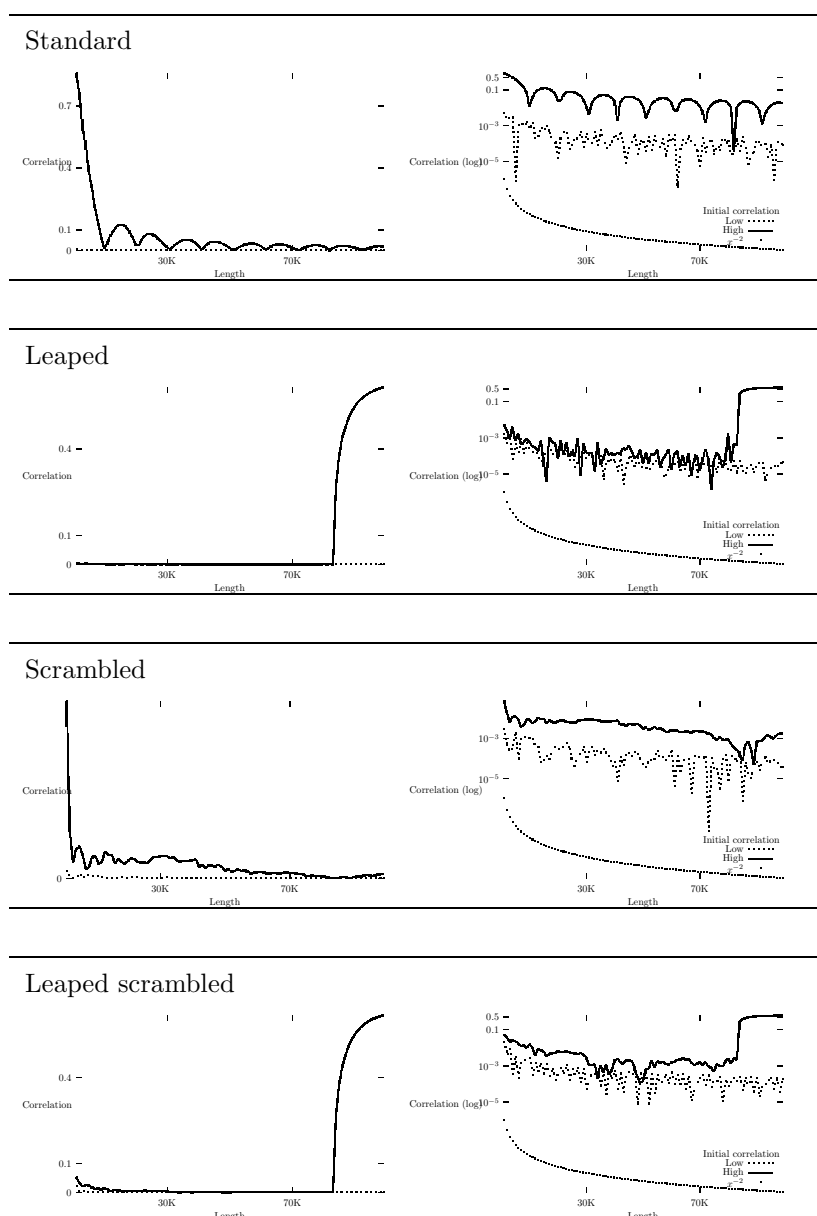 Standard
0.7
Correlation
0.4
0.1
0
30K
70K
Length
0.5
0.1
10−3
Correlation (log)
10−5
Initial correlation
Low
High
x−2
30K
70K
Length
Leaped
0.4
Correlation
0.1
0
30K
70K
Length
0.5
0.1
10−3
Correlation (log)
10−5
Initial correlation
Low
High
x−2
30K
70K
Length
Scrambled
Correlation
0
30K
70K
Length
10−3
10−5
Correlation (log)
Initial correlation
Low
High
x−2
30K
70K
Length
Leaped scrambled
0.4
Correlation
0.1
0
30K
70K
Length
0.5
0.1
10−3
Correlation (log)
10−5
Initial correlation
Low
High
x−2
30K
70K
Length